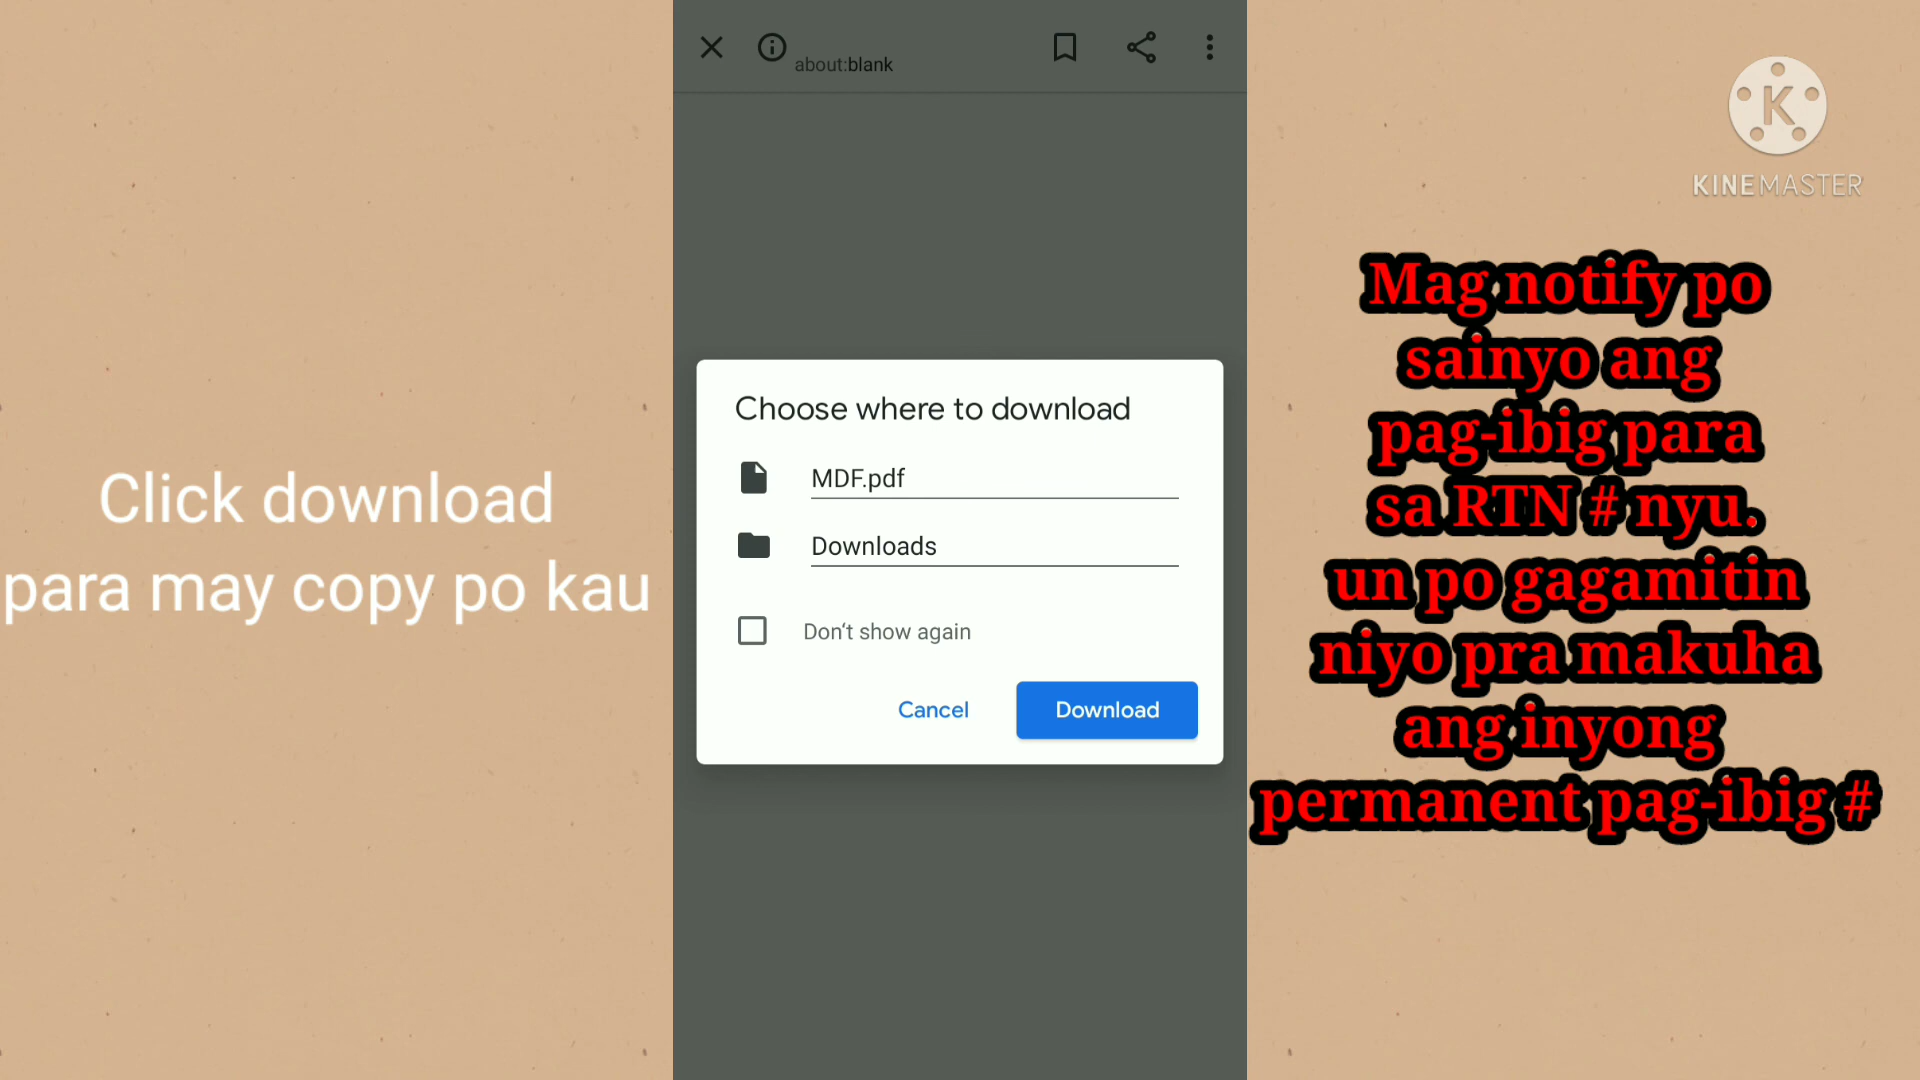 Click download
para may copy po kau
about:blank
Choose where to download
MDF.pdf
Downloads
Don't show again
Cancel
Download
K
KINEMASTER
Mag notify po
sainyo ang
pag-ibig para
sa RTN # nyu.
un po gagamitin
niyo pra makuha
ang inyong
permanent pag-ibig #